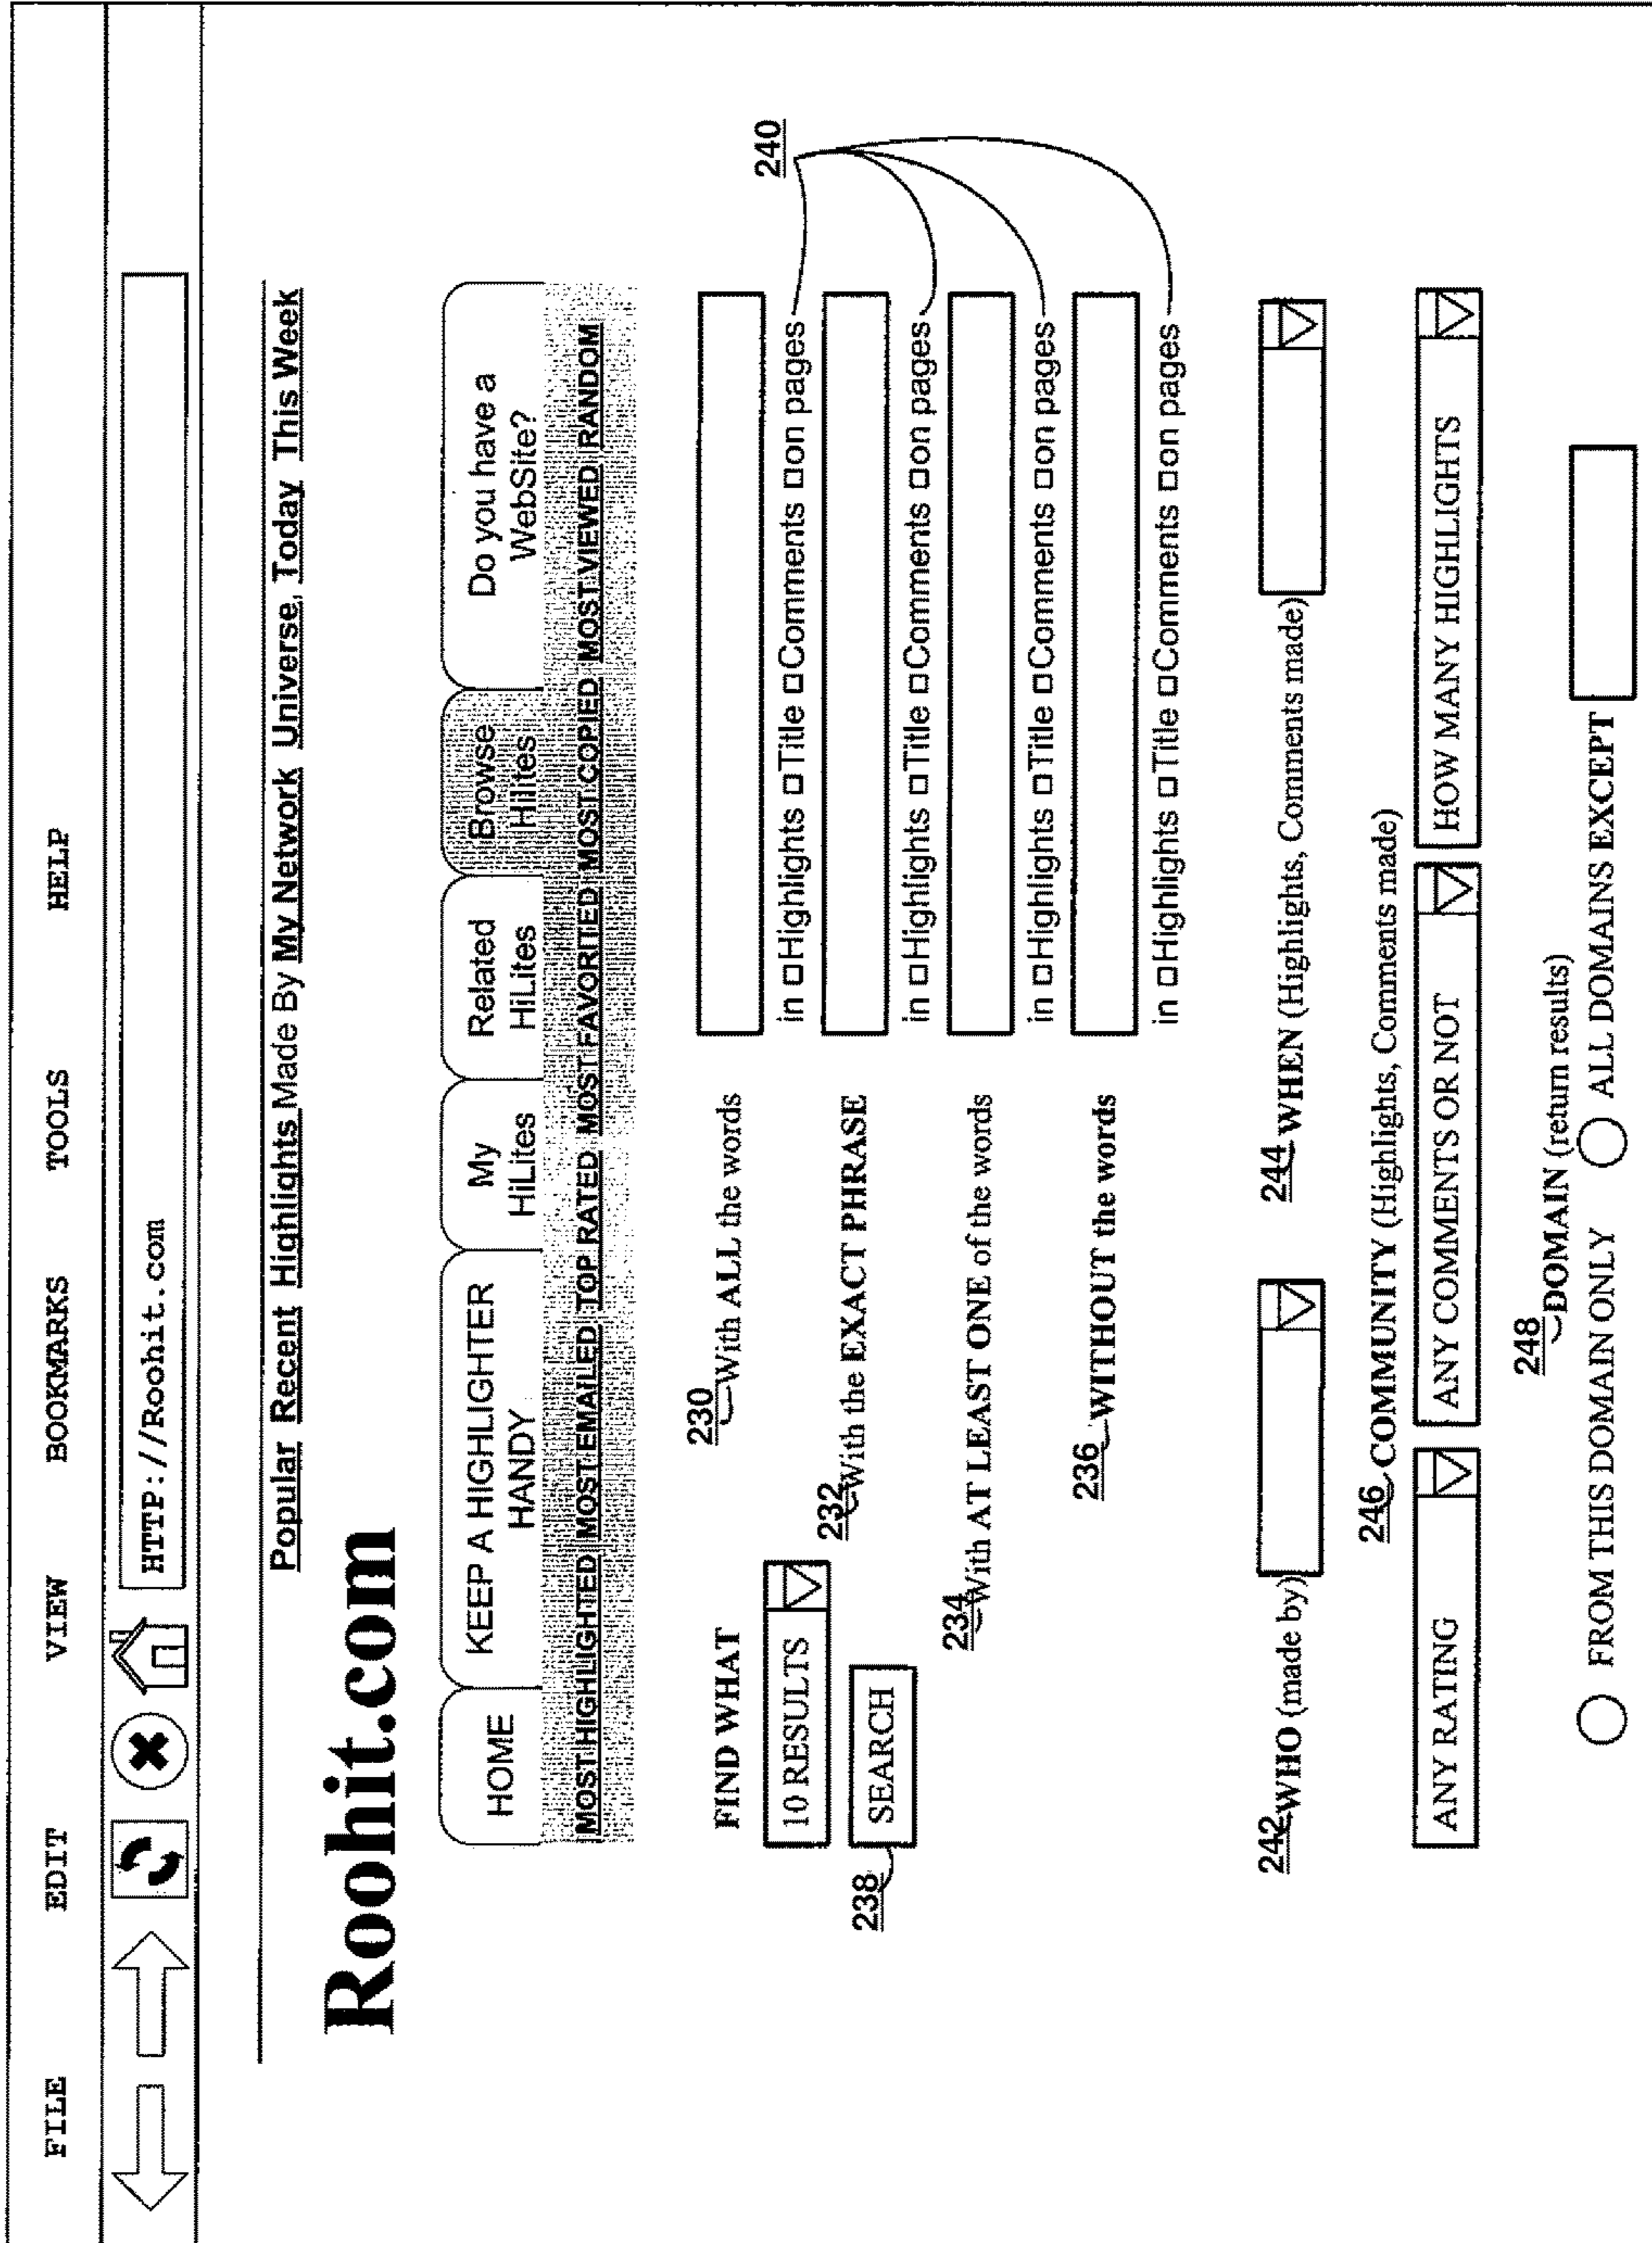 FILE EDIT VIEW BOOKMARKS TOOLS HELP
HTTP://Roohit.com
Popular Recent Highlights Made By My Network Universe, Today This Week
Roohit.com
HOME
KEEP A HIGHLIGHTER
HANDY
My
HiLites
Related
HiLites
Browse
Hilites
Do you have a
WebSite?
MOST HIGHLIGHTED MOST EMAILED TOP RATED MOST FAVORITED MOST COPIED MOST VIEWED RANDOM
FIND WHAT
10 RESULTS
SEARCH
238
230 With ALL the words
in Highlights Title Comments on pages
232 With the EXACT PHRASE
in Highlights Title Comments on pages
234 With AT LEAST ONE of the words
in Highlights Title Comments on pages
236 WITHOUT the words
in Highlights Title Comments on pages
240
242 WHO (made by)
244 WHEN (Highlights, Comments made)
246 COMMUNITY (Highlights, Comments made)
ANY RATING
ANY COMMENTS OR NOT
HOW MANY HIGHLIGHTS
248
DOMAIN (return results)
FROM THIS DOMAIN ONLY ALL DOMAINS EXCEPT